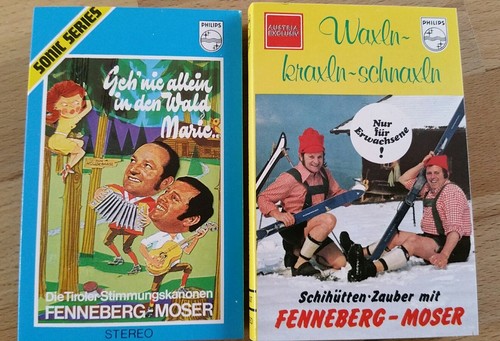 SONIC SERIES
PHILIPS
Geh' nie allein
in den Wald
Marie..
Die Tiroler Stimmungskanonen
FENNEBERG-MOSER
STEREO
AUSTRIA
EXCLUSIV
PHILIPS
Waxln-
kraxln-schnaxln
Nur
für
Erwachsene
!
Schihütten-Zauber mit
FENNEBERG-MOSER